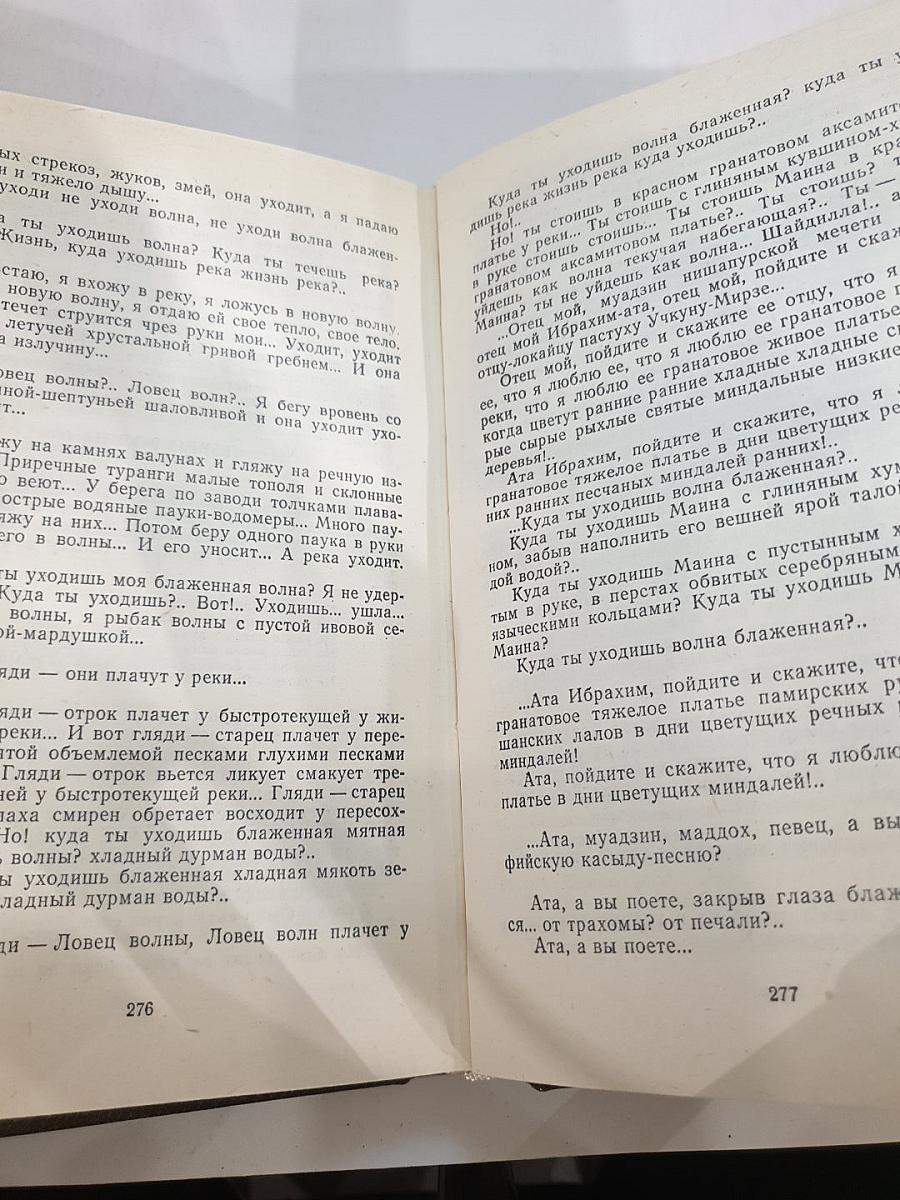 ых стрекоз, жуков, змей, она уходит, а я падаю
и и тяжело дышу...
уходи не уходи волна, не уходи волна блажен-
а ты уходишь волна? Куда ты течешь река?
Жизнь, куда уходишь река жизнь река?..
стаю, я вхожу в реку, я ложусь в новую волну.
новую волну, я отдаю ей свое тепло, свое тело.
течет струится чрез руки мои... Уходит, уходит
летучей хрустальной гривой гребнем... И она
а излучину...
овец волны?.. Ловец волн?.. Я бегу вровень со
ной-шептуньей шаловливой и она уходит ухо-
ит...
жу на камнях валунах и гляжу на речную из-
Приречные туранги малые тополя и склонные
о веют... У берега по заводи толчками плава-
острые водяные пауки-водомеры... Много пау-
яжу на них... Потом беру одного паука в руки
его в волны... И его уносит... А река уходит.
ты уходишь моя блаженная волна? Я не удер-
Куда ты уходишь?.. Вот!.. Уходишь... ушла...
волны, я рыбак волны с пустой ивовой се-
ой-мардушкой...
яди — они плачут у реки...
яди — отрок плачет у быстротекущей у жи-
реки... И вот гляди — старец плачет у пере-
ятой объемлемой песками глухими песками
Гляди — отрок вьется ликует смакует тре-
ней у быстротекущей реки... Гляди — старец
лаха смирен обретает восходит у пересох-
Но! куда ты уходишь блаженная мятная
ь волны? хладный дурман воды?..
ы уходишь блаженная хладная мякоть зе-
хладный дурман воды?..
ди — Ловец волны, Ловец волн плачет у
276
Куда ты уходишь волна блаженная? куда ты у
дишь река жизнь река куда уходишь?..
Но!..
Но! ты стоишь в красном гранатовом аксамит
платье у реки... Ты стоишь с глиняным кувшином-х
в руке стоишь стоишь... Ты стоишь Маина в кра
гранатовом аксамитовом платье?.. Ты стоишь? т
уйдешь как волна текучая набегающая?.. Ты —
Маина? ты не уйдешь как волна... Шайдилла!.. а
...Отец мой, муадзин нишапурской мечети
отец мой Ибрахим-ата, отец мой, пойдите и скаж
отцу-локайцу пастуху Учкуну-Мирзе...
Отец мой, пойдите и скажите ее отцу, что я
ее, что я люблю ее, что я люблю ее гранатовое п
реки, что я люблю ее гранатовое живое платье
когда цветут ранние ранние хладные хладные с
рые сырые рыхлые святые миндальные низкие
деревья!..
Ата Ибрахим, пойдите и скажите, что я л
гранатовое тяжелое платье в дни цветущих ре
них ранних песчаных миндалей ранних!..
...Куда ты уходишь волна блаженная?..
Куда ты уходишь Маина с глиняным хум
ном, забыв наполнить его вешней ярой талой
дой водой?..
Куда ты уходишь Маина с пустынным х
тым в руке, в перстах обвитых серебряным
языческими кольцами? Куда ты уходишь М
Маина?
Куда ты уходишь волна блаженная?..
...Ата Ибрахим, пойдите и скажите, что
гранатовое тяжелое платье памирских ру
шанских лалов в дни цветущих речных
миндалей!
Ата, пойдите и скажите, что я люблю
платье в дни цветущих миндалей!..
...Ата, муадзин, маддох, певец, а вы
фийскую касыду-песню?
Ата, а вы поете, закрыв глаза блаж
ся... от трахомы? от печали?..
Ата, а вы поете...
277